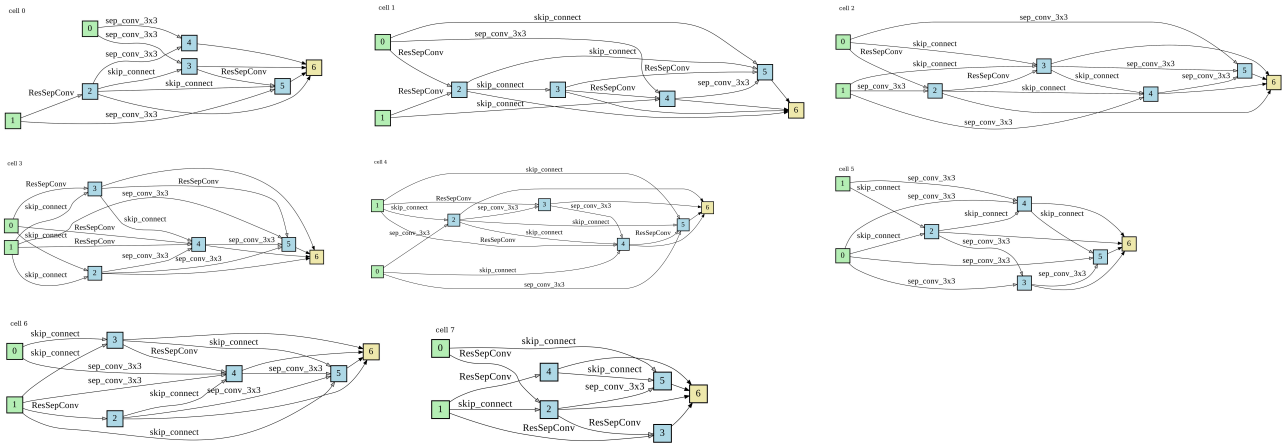 cell 0
0
sep_conv_3x3
sep_conv_3x3
4
sep_conv_3x3
3
6
skip_connect
ResSepConv
2
skip_connect
5
ResSepConv
1
sep_conv_3x3
cell 1
skip_connect
0
sep_conv_3x3
ResSepConv
skip_connect
ResSepConv
5
2
skip_connect
3
ResSepConv
sep_conv_3x3
ResSepConv
4
skip_connect
6
1
cell 2
sep_conv_3x3
0
skip_connect
ResSepConv
3
5
skip_connect
sep_conv_3x3
ResSepConv
skip_connect
sep_conv_3x3
6
1
sep_conv_3x3
2
skip_connect
4
sep_conv_3x3
cell 3
ResSepConv
3
ResSepConv
sep_conv_3x3
skip_connect
skip_connect
0
ResSepConv
skip_connect
1
ResSepConv
4
sep_conv_3x3
5
sep_conv_3x3
6
skip_connect
2
sep_conv_3x3
cell 4
skip_connect
ResSepConv
1
skip_connect
3
sep_conv_3x3
6
2
sep_conv_3x3
skip_connect
5
sep_conv_3x3
skip_connect
ResSepConv
ResSepConv
4
0
skip_connect
sep_conv_3x3
cell 5
1
sep_conv_3x3
sep_conv_3x3
4
skip_connect
skip_connect
2
skip_connect
sep_conv_3x3
6
0
sep_conv_3x3
5
sep_conv_3x3
3
sep_conv_3x3
cell 6
skip_connect
3
0
skip_connect
ResSepConv
skip_connect
6
sep_conv_3x3
4
sep_conv_3x3
5
sep_conv_3x3
skip_connect
sep_conv_3x3
1
ResSepConv
2
skip_connect
cell 7
0
skip_connect
ResSepConv
4
skip_connect
5
ResSepConv
sep_conv_3x3
6
1
skip_connect
2
ResSepConv
ResSepConv
3